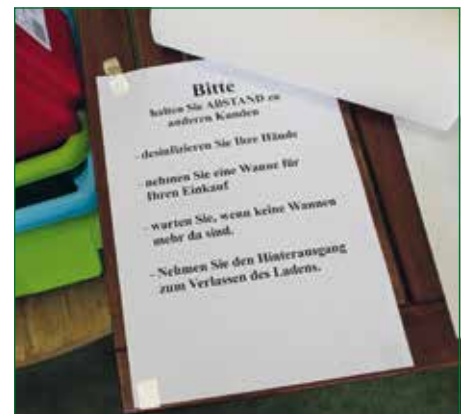 Bitte
halten Sie ABSTAND zu
anderen Kunden
- desinfizieren Sie Ihre Hände
- nehmen Sie eine Wanne für
Ihren Einkauf
- warten Sie, wenn keine Wannen
mehr da sind.
- Nehmen Sie den Hinterausgang
zum Verlassen des Ladens.